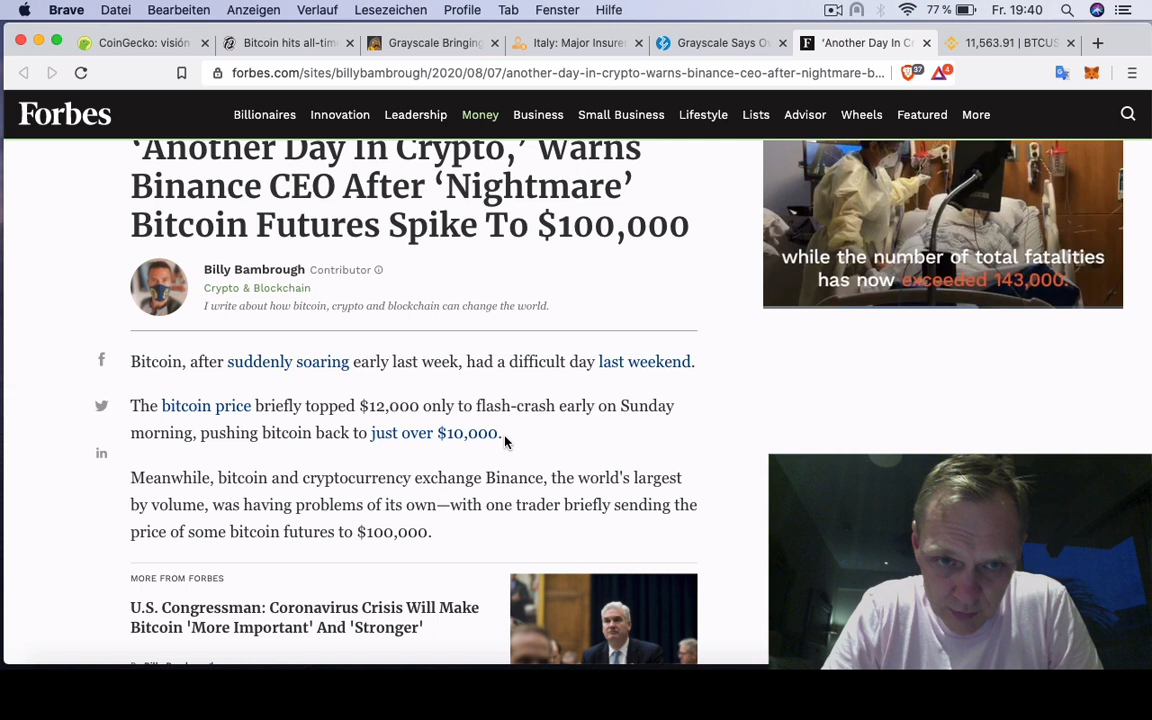 Brave Datei Bearbeiten Anzeigen Verlauf Lesezeichen Profile Tab Fenster Hilfe 77 % Fr. 19:40
CoinGecko: visión × Bitcoin hits all-time × Grayscale Bringing × Italy: Major Insurer × Grayscale Says O × 'Another Day In Cr × 11,563.91 | BTCUS × +
forbes.com/sites/billybambrough/2020/08/07/another-day-in-crypto-warns-binance-ceo-after-nightmare-b... 37 4
Forbes Billionaires Innovation Leadership Money Business Small Business Lifestyle Lists Advisor Wheels Featured More
'Another Day In Crypto,' Warns
Binance CEO After 'Nightmare'
Bitcoin Futures Spike To $100,000
while the number of total fatalities
has now exceeded 143,000.
Billy Bambrough Contributor
Crypto & Blockchain
I write about how bitcoin, crypto and blockchain can change the world.
Bitcoin, after suddenly soaring early last week, had a difficult day last weekend.
The bitcoin price briefly topped $12,000 only to flash-crash early on Sunday
morning, pushing bitcoin back to just over $10,000.
Meanwhile, bitcoin and cryptocurrency exchange Binance, the world's largest
by volume, was having problems of its own—with one trader briefly sending the
price of some bitcoin futures to $100,000.
MORE FROM FORBES
U.S. Congressman: Coronavirus Crisis Will Make
Bitcoin 'More Important' And 'Stronger'